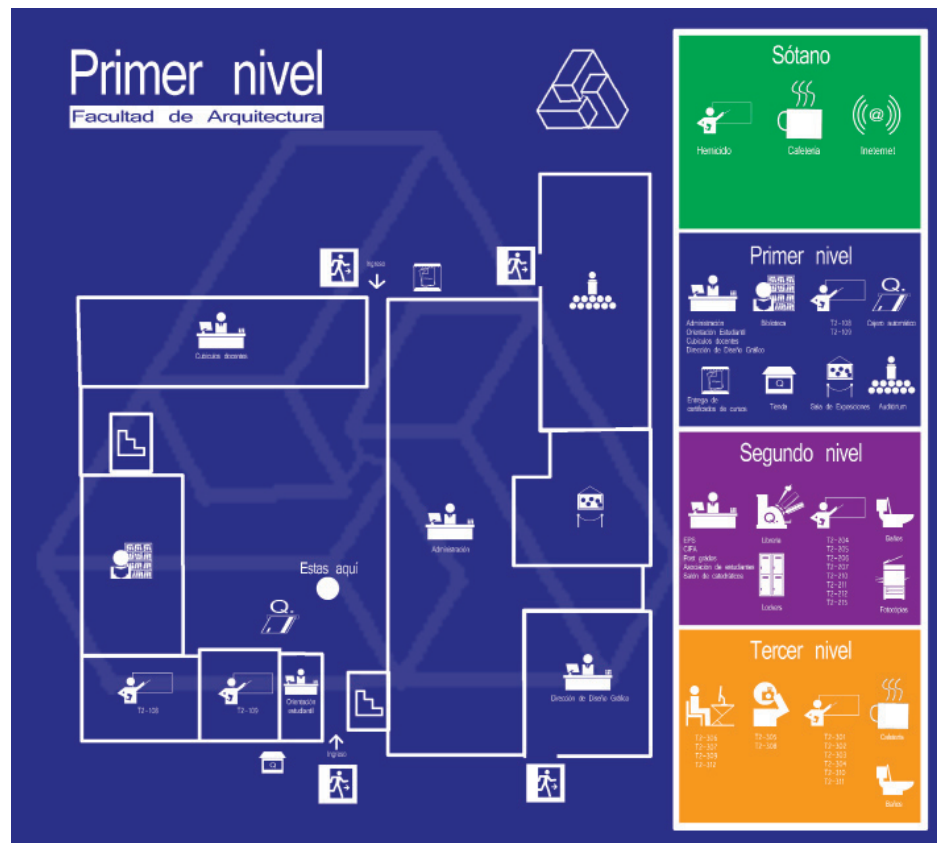 Primer nivel
Facultad de Arquitectura
Ingreso
Cubículos docentes
Administración
Estas aquí
Q.
T2-108
T2-109
Orientación
estudiantil
Dirección de Diseño Gráfico
Q
Ingreso
Sótano
Hemiciclo
Cafeteria
@
Ineternet
Primer nivel
Administración
Orientación Estudiantil
Cubículos docentes
Dirección de Diseño Gráfico
Biblioteca
T2-108
T2-109
Q.
Cajero automático
Entrega de
certificados de cursos
Q
Tienda
Sala de Exposiciones
Auditórium
Segundo nivel
EPS
CIFA
Post grados
Asociación de estudiantes
Salón de catedráticos
Q.
Librería
Lockers
T2-204
T2-205
T2-206
T2-207
T2-210
T2-211
T2-212
T2-215
Baños
Fotocópias
Tercer nivel
T2-306
T2-307
T2-309
T2-312
T2-305
T2-308
T2-301
T2-302
T2-303
T2-304
T2-310
T2-311
Cafetería
Baños